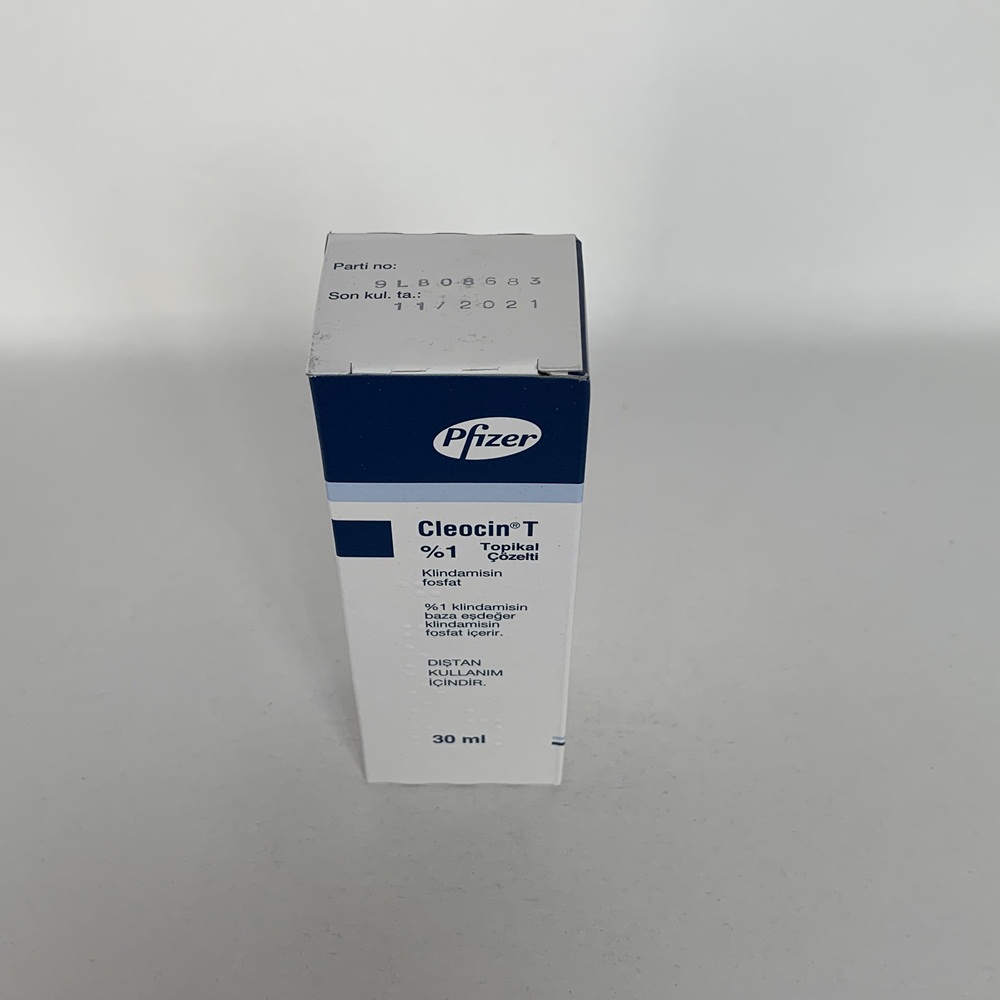 Parti no:
9LB08683
Son kul. ta.:
11/2021
Pfizer
Cleocin® T
%1 Topikal
Çözelti
Klindamisin
fosfat
%1 klindamisin
baza eşdeğer
klindamisin
fosfat içerir.
DIŞTAN
KULLANIM
İÇİNDİR.
30 ml